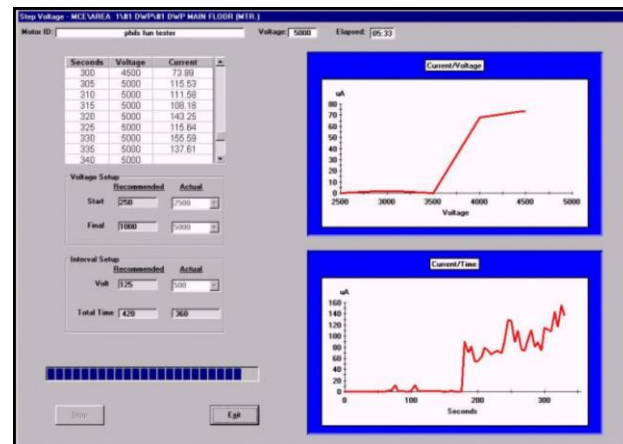 Step Voltage - MCE\AREA 1\#1 DWP\#1 DWP MAIN FLOOR (MTR.)
Motor ID: phils fun tester Voltage: 5000 Elapsed: 05:33
Seconds Voltage Current
300 4500 73.89
305 5000 115.53
310 5000 111.58
315 5000 108.18
320 5000 143.25
325 5000 115.64
330 5000 155.59
335 5000 137.61
340 5000
Voltage Setup
Recommended Actual
Start 250 2500
Final 1000 5000
Interval Setup
Recommended Actual
Volt 125 500
Total Time 420 360
Stop Exit
Current/Voltage
uA
80
70
60
50
40
30
20
10
0
2500 3000 3500 4000 4500 5000
Voltage
Current/Time
uA
160
140
120
100
80
60
40
20
0
0 100 200 300
Seconds